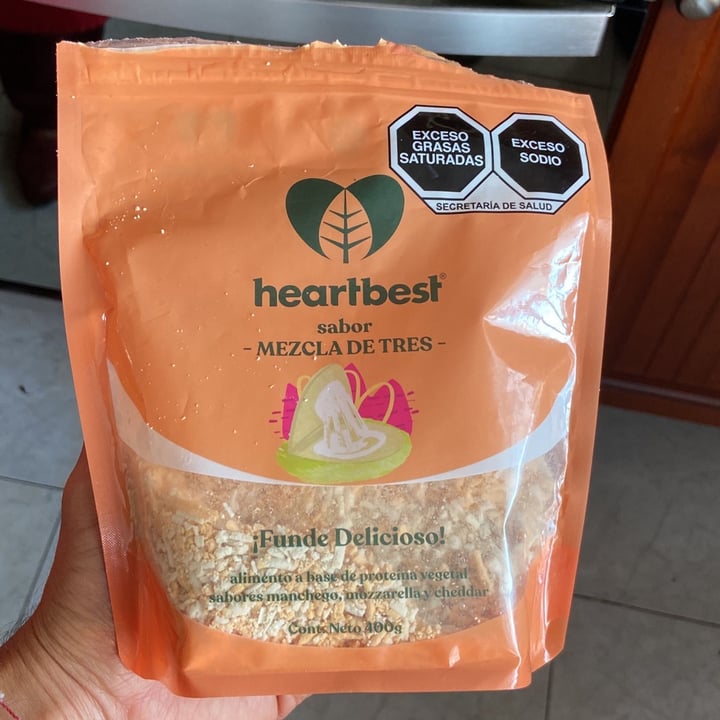 EXCESO
GRASAS
SATURADAS
EXCESO
SODIO
SECRETARÍA DE SALUD
heartbest®
sabor
- MEZCLA DE TRES -
¡Funde Delicioso!
alimento a base de proteína vegetal
sabores manchego, mozzarella y cheddar
Cont. Neto 400g